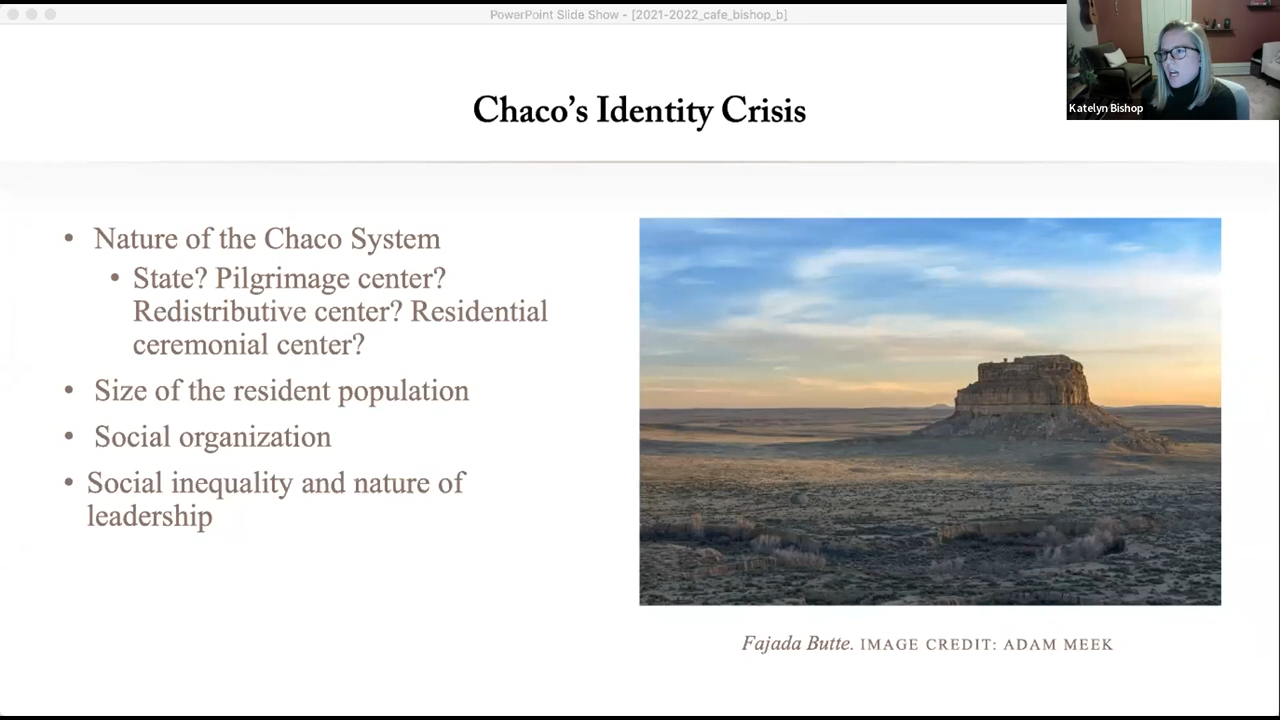 PowerPoint Slide Show - [2021-2022_cafe_bishop_b]
Katelyn Bishop
Chaco's Identity Crisis
• Nature of the Chaco System
• State? Pilgrimage center?
Redistributive center? Residential
ceremonial center?
• Size of the resident population
• Social organization
• Social inequality and nature of
leadership
Fajada Butte. IMAGE CREDIT: ADAM MEEK